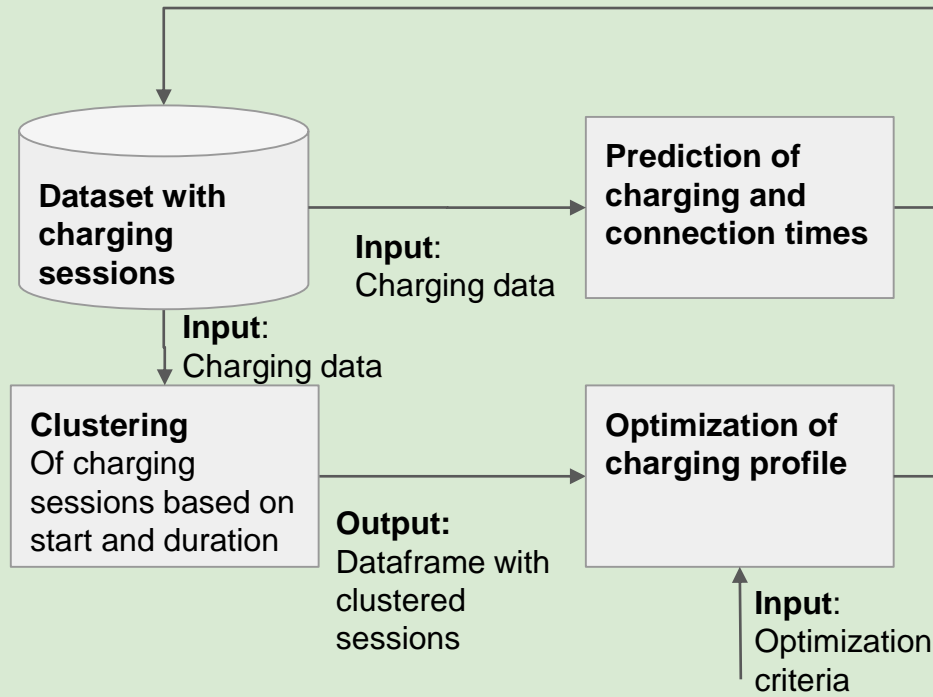 Dataset with
charging
sessions
Prediction of
charging and
connection times
Input:
Charging data
Input:
Charging data
Clustering
Of charging
sessions based on
start and duration
Optimization of
charging profile
Output:
Dataframe with
clustered
sessions
Input:
Optimization
criteria